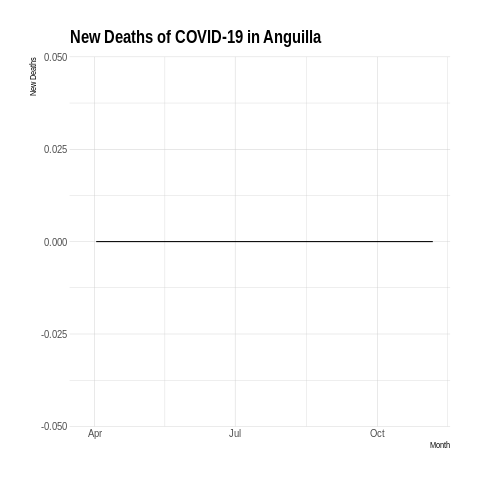 New Deaths of COVID-19 in Anguilla
New Deaths
0.050
0.025
0.000
-0.025
-0.050
Apr Jul Oct
Month